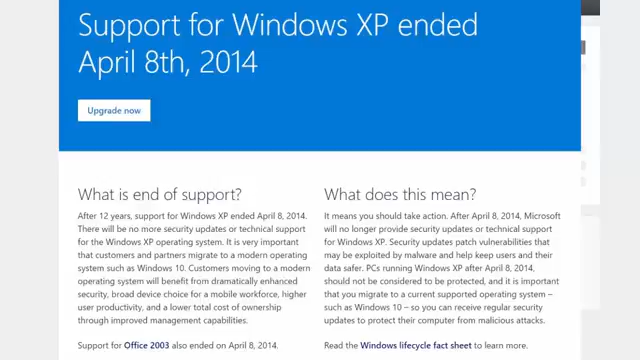 Support for Windows XP ended
April 8th, 2014
Upgrade now
What is end of support?
After 12 years, support for Windows XP ended April 8, 2014.
There will be no more security updates or technical support
for the Windows XP operating system. It is very important
that customers and partners migrate to a modern operating
system such as Windows 10. Customers moving to a modern
operating system will benefit from dramatically enhanced
security, broad device choice for a mobile workforce, higher
user productivity, and a lower total cost of ownership
through improved management capabilities.
Support for Office 2003 also ended on April 8, 2014.
What does this mean?
It means you should take action. After April 8, 2014, Microsoft
will no longer provide security updates or technical support
for Windows XP. Security updates patch vulnerabilities that
may be exploited by malware and help keep users and their
data safer. PCs running Windows XP after April 8, 2014,
should not be considered to be protected, and it is important
that you migrate to a current supported operating system –
such as Windows 10 – so you can receive regular security
updates to protect their computer from malicious attacks.
Read the Windows lifecycle fact sheet to learn more.